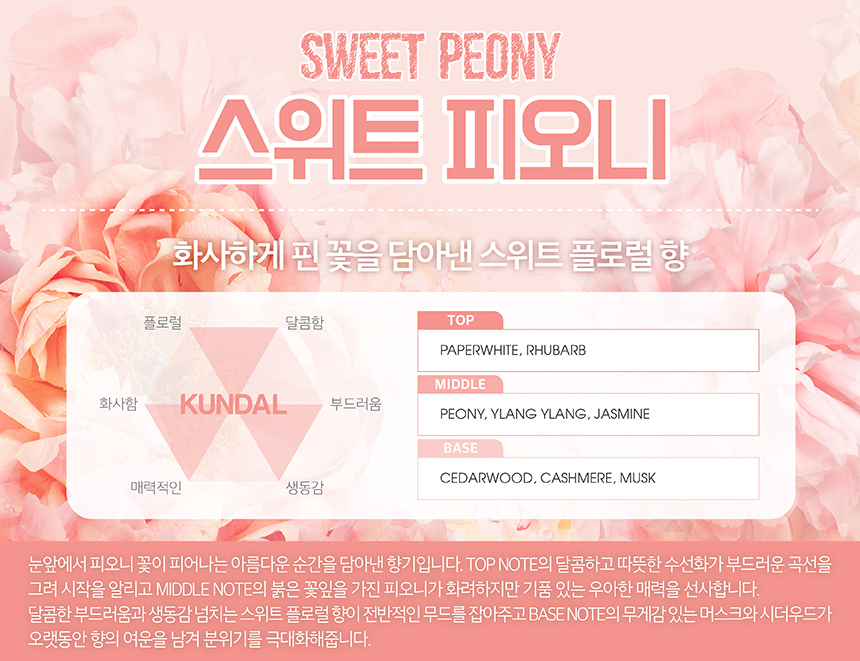 SWEET PEONY
스위트 피오니
화사하게 핀 꽃을 담아낸 스위트 플로럴 향
플로럴
달콤함
화사함
KUNDAL
부드러움
매력적인
생동감
TOP
PAPERWHITE, RHUBARB
MIDDLE
PEONY, YLANG YLANG, JASMINE
BASE
CEDARWOOD, CASHMERE, MUSK
눈앞에서 피오니 꽃이 피어나는 아름다운 순간을 담아낸 향기입니다. TOP NOTE의 달콤하고 따뜻한 수선화가 부드러운 곡선을
그려 시작을 알리고 MIDDLE NOTE의 붉은 꽃잎을 가진 피오니가 화려하지만 기품 있는 우아한 매력을 선사합니다.
달콤한 부드러움과 생동감 넘치는 스위트 플로럴 향이 전반적인 무드를 잡아주고 BASE NOTE의 무게감 있는 머스크와 시더우드가
오랫동안 향의 여운을 남겨 분위기를 극대화해줍니다.